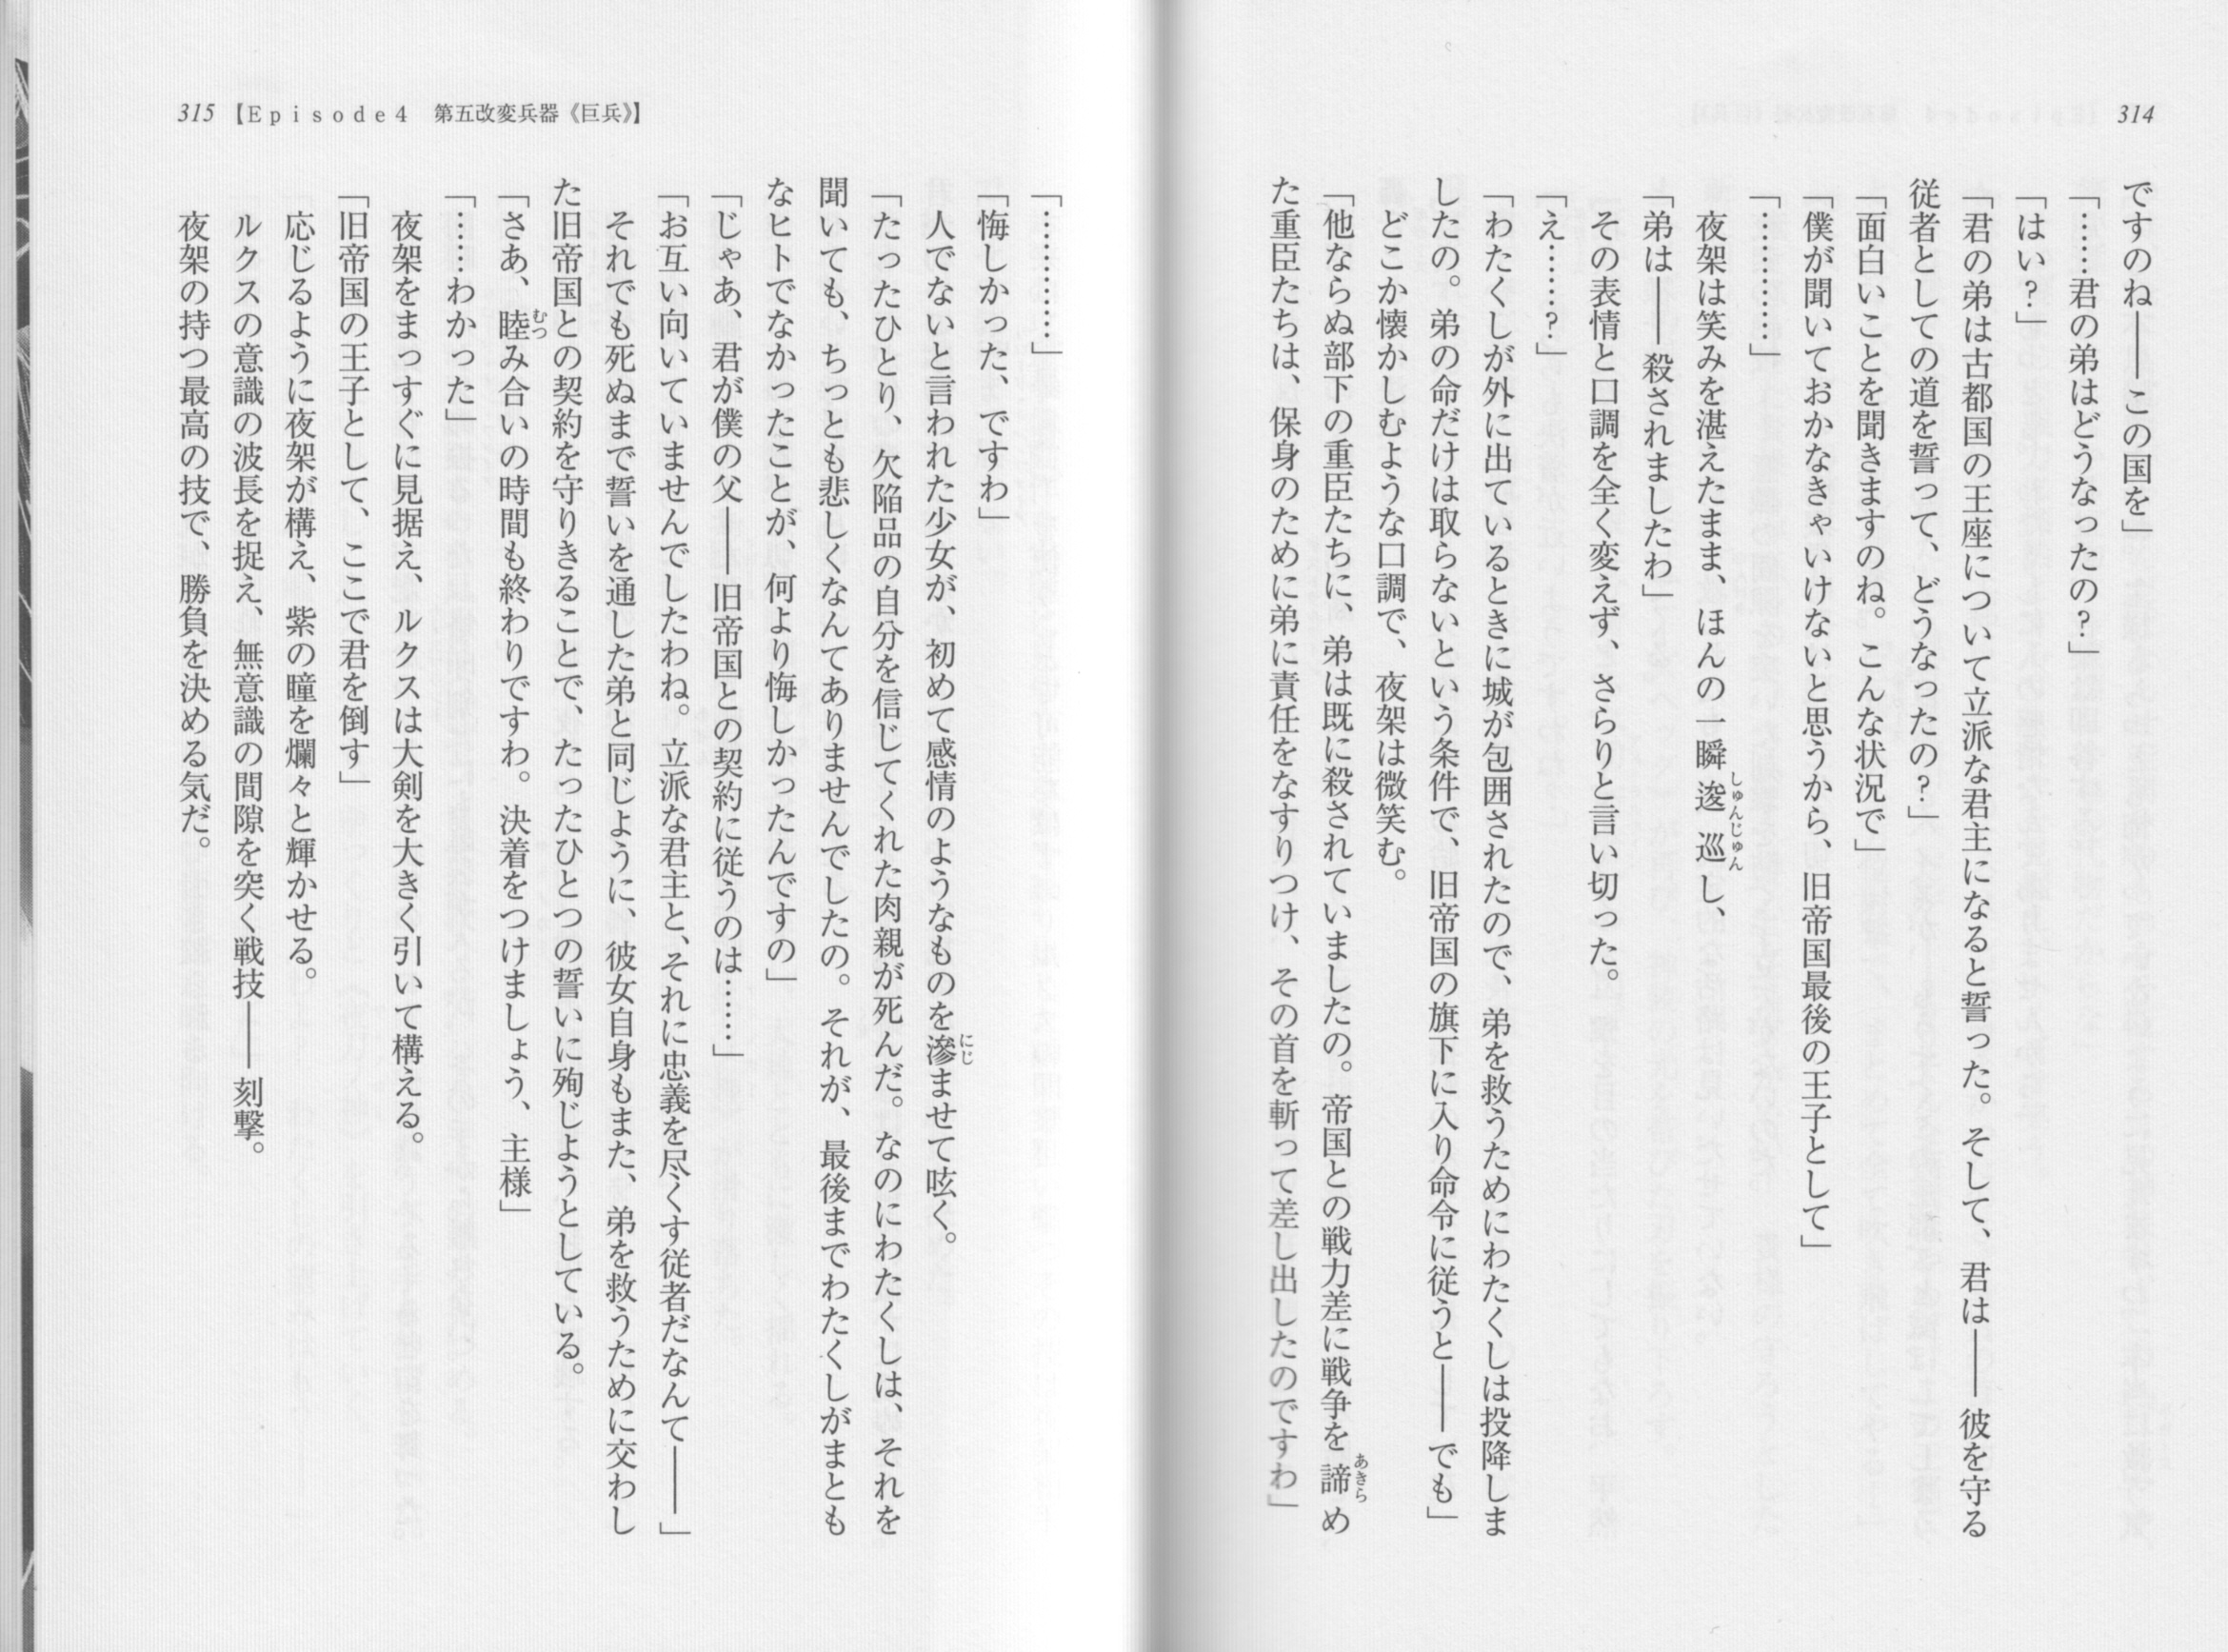 314
ですのね――この国を」
「……君の弟はどうなったの？」
「はい？」
「君の弟は古都国の王座について立派な君主になると誓った。そして、君は――彼を守る
従者としての道を誓って、どうなったの？」
「面白いことを聞きますのね。こんな状況で」
「僕が聞いておかなきゃいけないと思うから、旧帝国最後の王子として」
「…………」
　夜架は笑みを湛えたまま、ほんの一瞬逡巡し、
「弟は――殺されましたわ」
　その表情と口調を全く変えず、さらりと言い切った。
「え……？」
「わたくしが外に出ているときに城が包囲されたので、弟を救うためにわたくしは投降しま
したの。弟の命だけは取らないという条件で、旧帝国の旗下に入り命令に従うと――でも」
　どこか懐かしむような口調で、夜架は微笑む。
「他ならぬ部下の重臣たちに、弟は既に殺されていましたの。帝国との戦力差に戦争を諦め
た重臣たちは、保身のために弟に責任をなすりつけ、その首を斬って差し出したのですわ」
315【Episode4　第五改変兵器《巨兵》】
「…………」
「悔しかった、ですわ」
　人でないと言われた少女が、初めて感情のようなものを滲ませて呟く。
「たったひとり、欠陥品の自分を信じてくれた肉親が死んだ。なのにわたくしは、それを
聞いても、ちっとも悲しくなんてありませんでしたの。それが、最後までわたくしがまとも
なヒトでなかったことが、何より悔しかったんですの」
「じゃあ、君が僕の父――旧帝国との契約に従うのは……」
「お互い向いていませんでしたわね。立派な君主と、それに忠義を尽くす従者だなんて――」
　それでも死ぬまで誓いを通した弟と同じように、彼女自身もまた、弟を救うために交わし
た旧帝国との契約を守りきることで、たったひとつの誓いに殉じようとしている。
「さあ、睦み合いの時間も終わりですわ。決着をつけましょう、主様」
「……わかった」
　夜架をまっすぐに見据え、ルクスは大剣を大きく引いて構える。
「旧帝国の王子として、ここで君を倒す」
　応じるように夜架が構え、紫の瞳を爛々と輝かせる。
　ルクスの意識の波長を捉え、無意識の間隙を突く戦技――刻撃。
　夜架の持つ最高の技で、勝負を決める気だ。